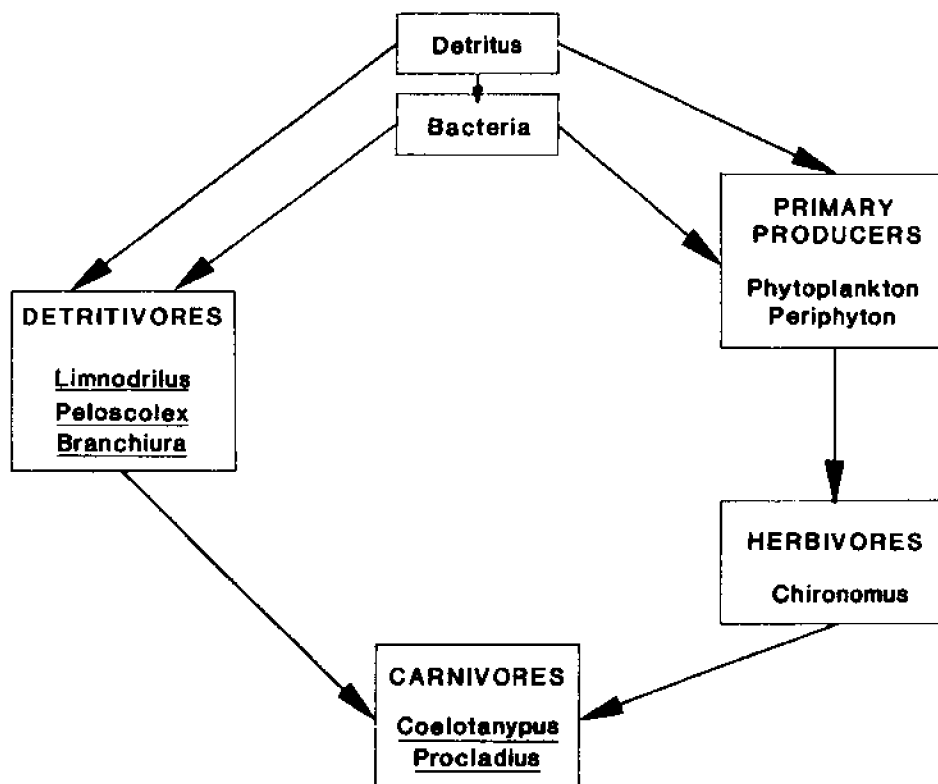 Detritus
Bacteria
PRIMARY
PRODUCERS
Phytoplankton
Periphyton
DETRITIVORES
Limnodrilus
Peloscolex
Branchiura
HERBIVORES
Chironomus
CARNIVORES
Coelotanypus
Procladius